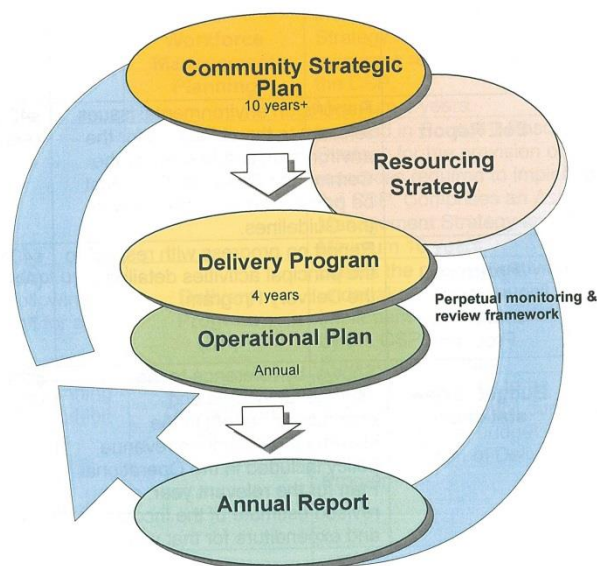 Community Strategic
Plan
10 years+
Resourcing
Strategy
Delivery Program
4 years
Perpetual monitoring &
review framework
Operational Plan
Annual
Annual Report